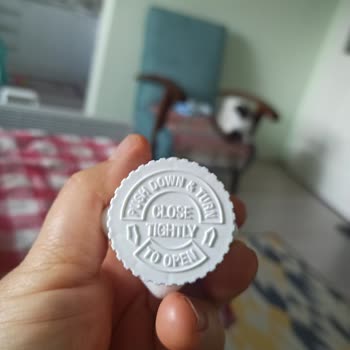 PUSH DOWN & TURN
CLOSE
TIGHTLY
TO OPEN